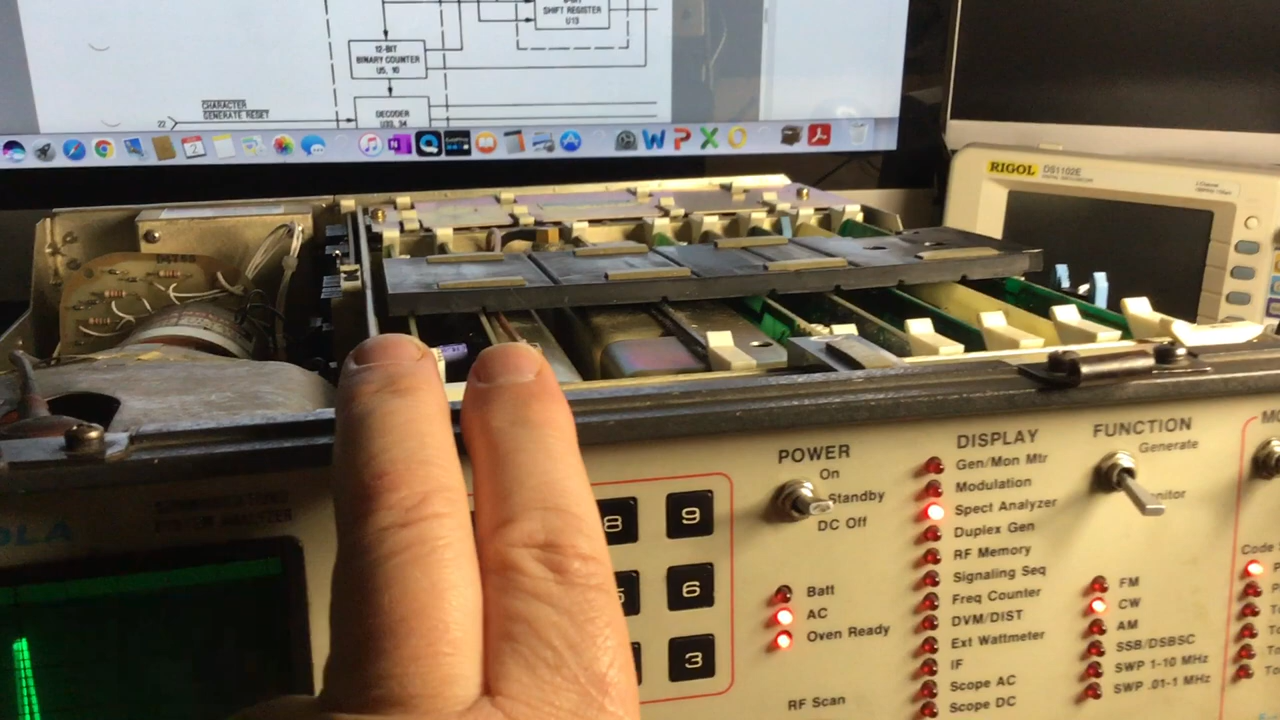 SHIFT REGISTER
U13
12-BIT
BINARY COUNTER
U5, 10
CHARACTER
GENERATE RESET
22
DECODER
RIGOL DS1102E
POWER
On
Standby
DC Off
Batt
AC
Oven Ready
RF Scan
DISPLAY
Gen/Mon Mtr
Modulation
Spect Analyzer
Duplex Gen
RF Memory
Signaling Seq
Freq Counter
DVM/DIST
Ext Wattmeter
IF
Scope AC
Scope DC
FUNCTION
Generate
FM
CW
AM
SSB/DSBSC
SWP 1-10 MHz
SWP .01-1 MHz
Code
8
9
6
3
SYSTEM ANALYZER